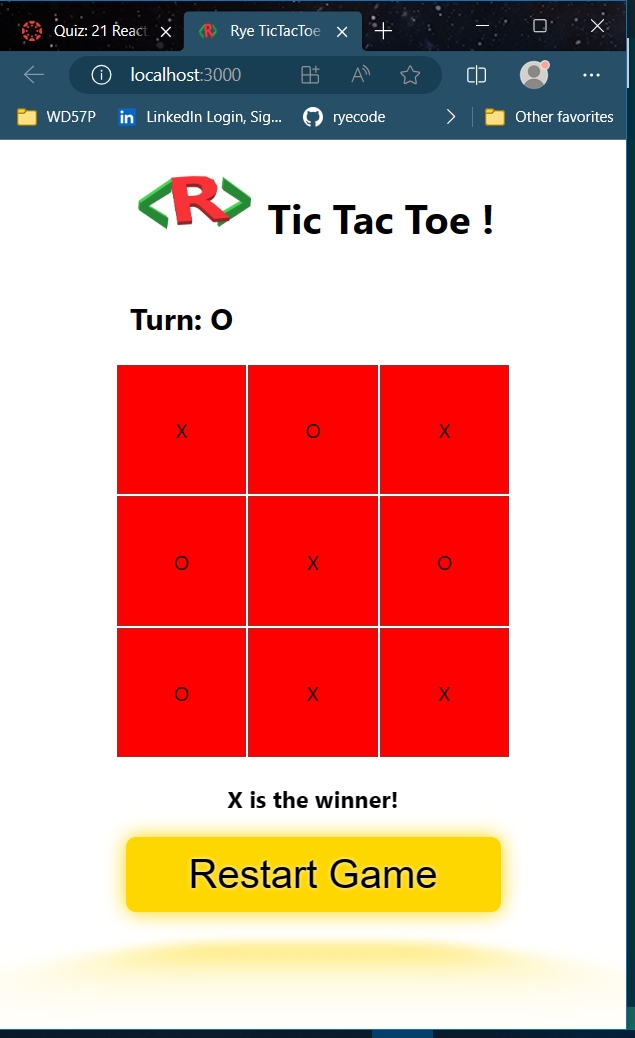 Quiz: 21 React
Rye TicTacToe
localhost:3000
WD57P
LinkedIn Login, Sig...
ryecode
Other favorites
<R> Tic Tac Toe !
Turn: O
X O X
O X O
O X X
X is the winner!
Restart Game